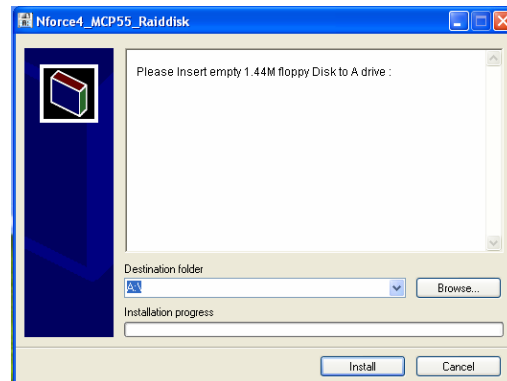 Nforce4_MCP55_Raiddisk
Please Insert empty 1.44M floppy Disk to A drive :
Destination folder
A:\
Browse...
Installation progress
Install
Cancel